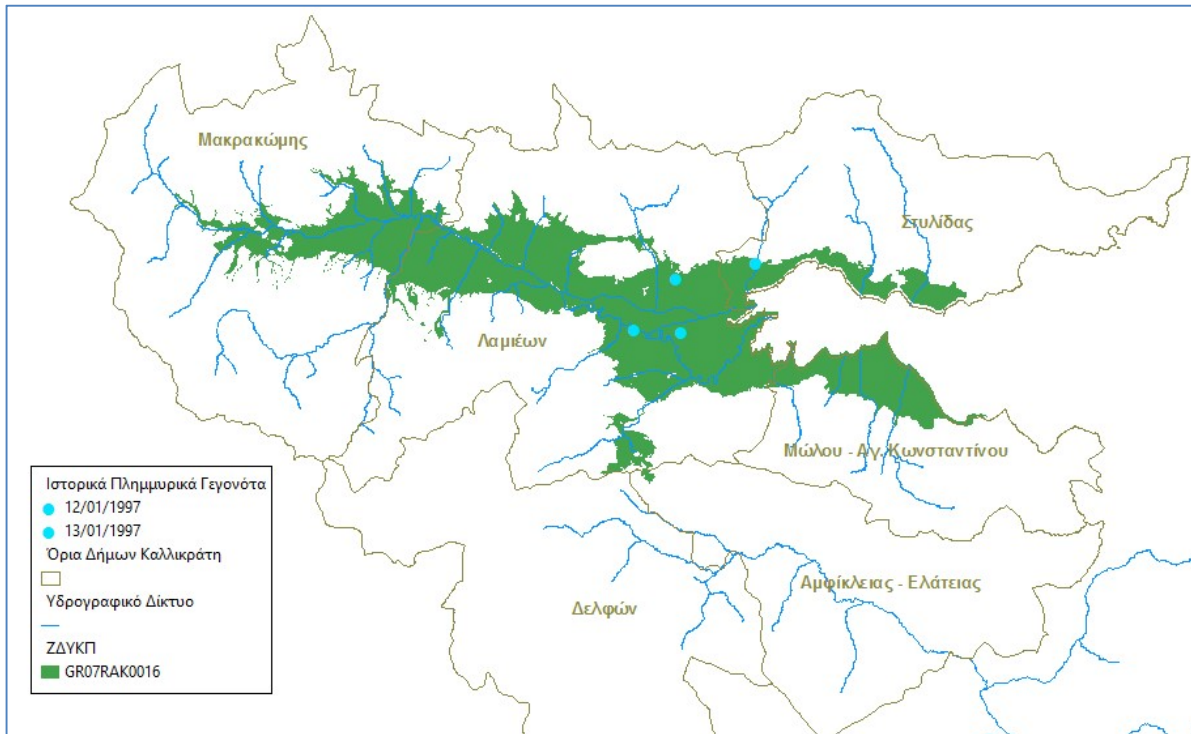 Μακρακώμης
Στυλίδας
Λαμιέων
Μώλου - Αγ. Κωνσταντίνου
Αμφίκλειας - Ελάτειας
Δελφών
Ιστορικά Πλημμυρικά Γεγονότα
12/01/1997
13/01/1997
Όρια Δήμων Καλλικράτη
Υδρογραφικό Δίκτυο
ΖΔΥΚΠ
GR07RAK0016